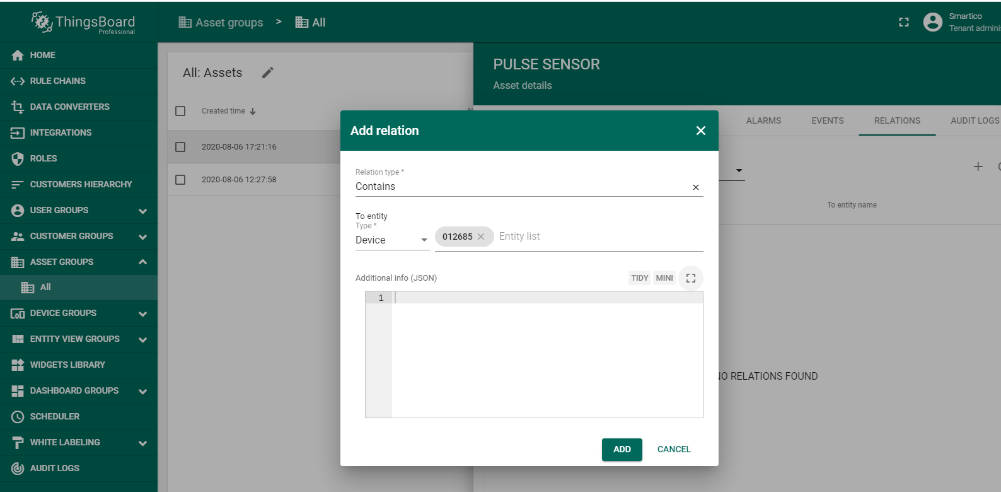 ThingsBoard
Professional
Asset groups > All
Smartico
Tenant admini
HOME
RULE CHAINS
DATA CONVERTERS
INTEGRATIONS
ROLES
CUSTOMERS HIERARCHY
USER GROUPS
CUSTOMER GROUPS
ASSET GROUPS
All
DEVICE GROUPS
ENTITY VIEW GROUPS
WIDGETS LIBRARY
DASHBOARD GROUPS
SCHEDULER
WHITE LABELING
AUDIT LOGS
All: Assets
Created time
2020-08-06 17:21:16
2020-08-06 12:27:58
PULSE SENSOR
Asset details
ALARMS EVENTS RELATIONS AUDIT LOGS
To entity name
NO RELATIONS FOUND
Add relation
Relation type *
Contains
To entity
Type *
Device
012685 Entity list
Additional info (JSON)
TIDY MINI
1
ADD CANCEL